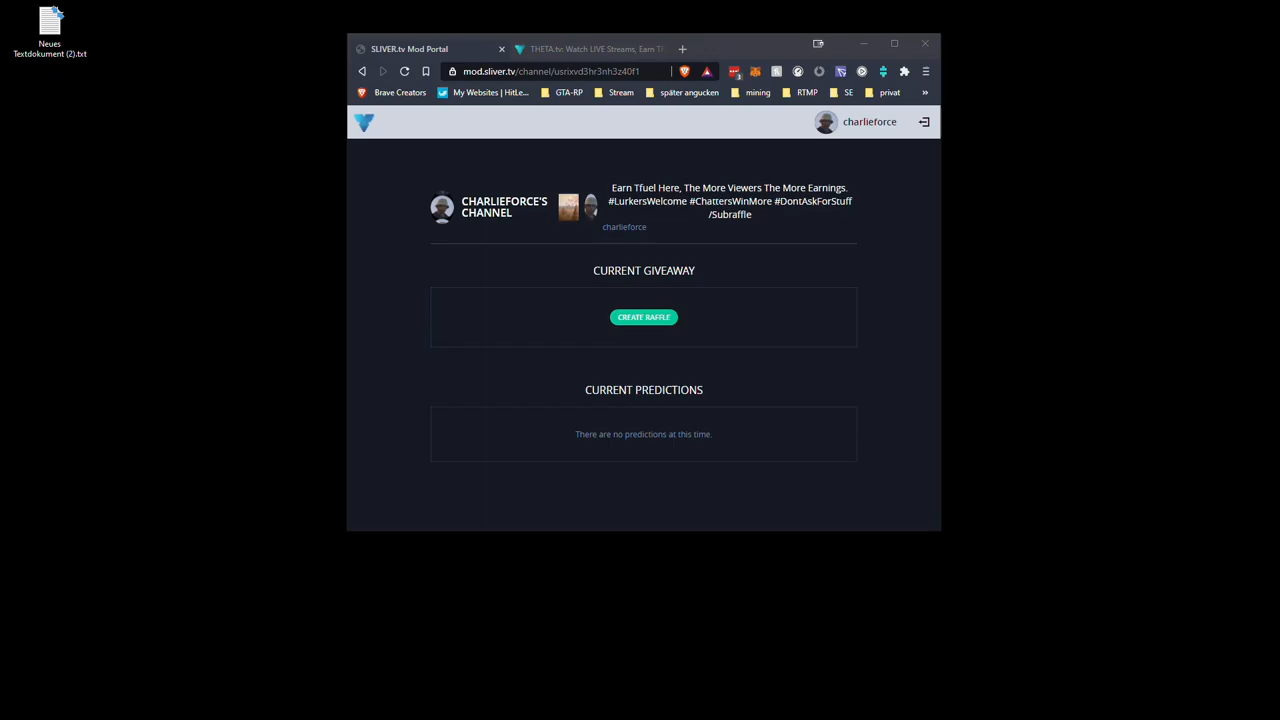 Neues
Textdokument (2).txt
SLIVER.tv Mod Portal
THETA.tv: Watch LIVE Streams, Earn TF
mod.sliver.tv/channel/usrixvd3hr3nh3z40f1
3
Brave Creators
My Websites | HitLe...
GTA-RP
Stream
später angucken
mining
RTMP
SE
privat
»
charlieforce
CHARLIEFORCE'S
CHANNEL
Earn Tfuel Here, The More Viewers The More Earnings.
#LurkersWelcome #ChattersWinMore #DontAskForStuff
/Subraffle
charlieforce
CURRENT GIVEAWAY
CREATE RAFFLE
CURRENT PREDICTIONS
There are no predictions at this time.